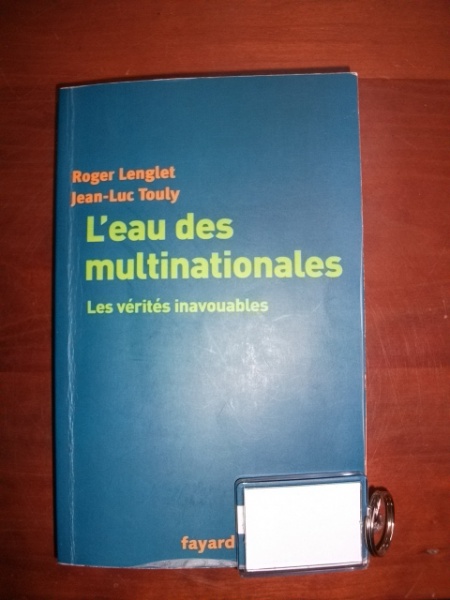 Roger Lenglet
Jean-Luc Touly
L'eau des
multinationales
Les vérités inavouables
fayard